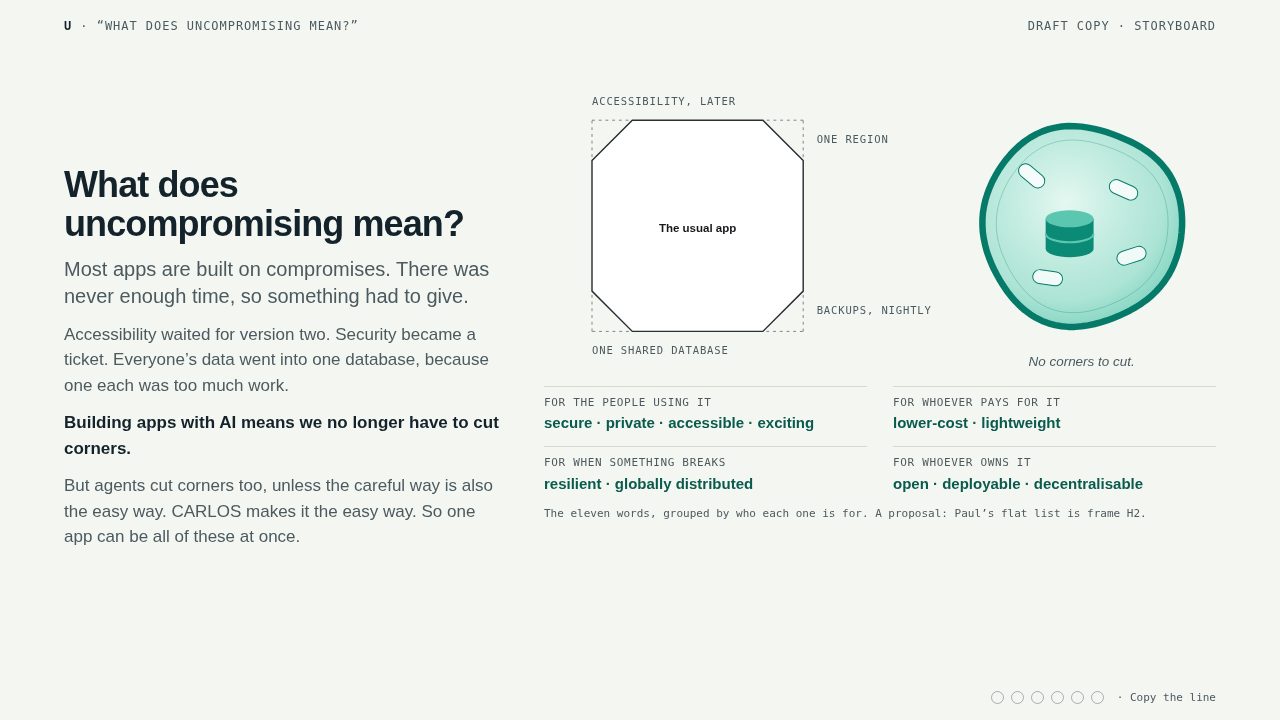 U · “WHAT DOES UNCOMPROMISING MEAN?”
DRAFT COPY · STORYBOARD
What does
uncompromising mean?
Most apps are built on compromises. There was
never enough time, so something had to give.
Accessibility waited for version two. Security became a
ticket. Everyone’s data went into one database, because
one each was too much work.
Building apps with AI means we no longer have to cut
corners.
But agents cut corners too, unless the careful way is also
the easy way. CARLOS makes it the easy way. So one
app can be all of these at once.
ACCESSIBILITY, LATER
ONE REGION
The usual app
BACKUPS, NIGHTLY
ONE SHARED DATABASE
No corners to cut.
FOR THE PEOPLE USING IT
secure · private · accessible · exciting
FOR WHOEVER PAYS FOR IT
lower-cost · lightweight
FOR WHEN SOMETHING BREAKS
resilient · globally distributed
FOR WHOEVER OWNS IT
open · deployable · decentralisable
The eleven words, grouped by who each one is for. A proposal: Paul’s flat list is frame H2.
· Copy the line